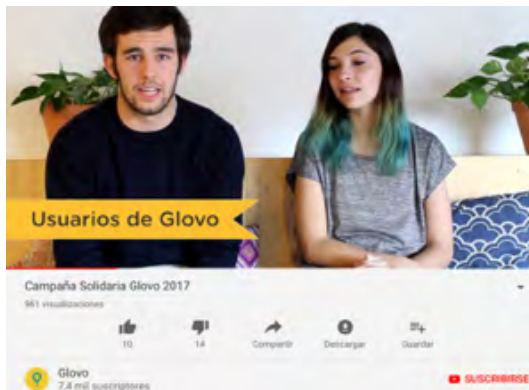 Usuarios de Glovo
Campaña Solidaria Glovo 2017
961 visualizaciones
10
14
Compartir
Descargar
Guardar
Glovo
7,4 mil suscriptores
SUSCRIBIRSE